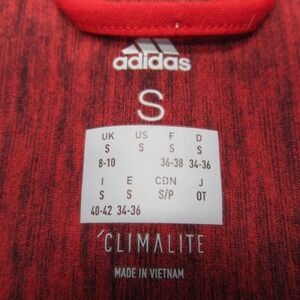 adidas
S
UK US F D
S S S S
8-10 36-38 34-36
I E CDN J
S S S/P OT
40-42 34-36
CLIMALITE
MADE IN VIETNAM